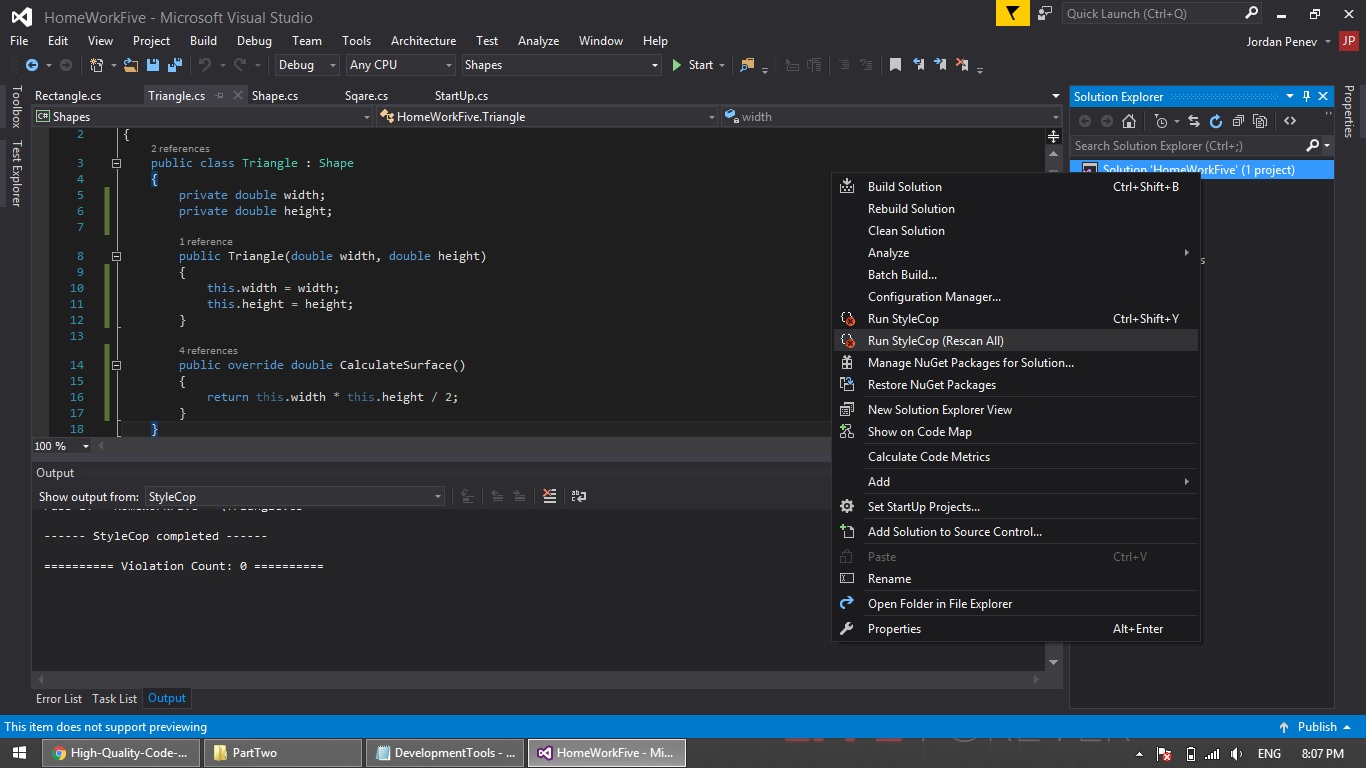 HomeWorkFive - Microsoft Visual Studio
Quick Launch (Ctrl+Q)
File Edit View Project Build Debug Team Tools Architecture Test Analyze Window Help
Jordan Penev JP
Debug Any CPU Shapes Start
Toolbox
Test Explorer
Rectangle.cs Triangle.cs Shape.cs Sqare.cs StartUp.cs
C# Shapes HomeWorkFive.Triangle width
2 {
2 references
3 public class Triangle : Shape
4 {
5 private double width;
6 private double height;
7
1 reference
8 public Triangle(double width, double height)
9 {
10 this.width = width;
11 this.height = height;
12 }
13
4 references
14 public override double CalculateSurface()
15 {
16 return this.width * this.height / 2;
17 }
18 }
100 %
Output
Show output from: StyleCop
------ StyleCop completed ------
========== Violation Count: 0 ==========
Error List Task List Output
Solution Explorer
Properties
Search Solution Explorer (Ctrl+;)
Solution 'HomeWorkFive' (1 project)
s
Build Solution Ctrl+Shift+B
Rebuild Solution
Clean Solution
Analyze
Batch Build...
Configuration Manager...
Run StyleCop Ctrl+Shift+Y
Run StyleCop (Rescan All)
Manage NuGet Packages for Solution...
Restore NuGet Packages
New Solution Explorer View
Show on Code Map
Calculate Code Metrics
Add
Set StartUp Projects...
Add Solution to Source Control...
Paste Ctrl+V
Rename
Open Folder in File Explorer
Properties Alt+Enter
This item does not support previewing
Publish
High-Quality-Code-... PartTwo DevelopmentTools - ... HomeWorkFive - Mi...
ENG 8:07 PM